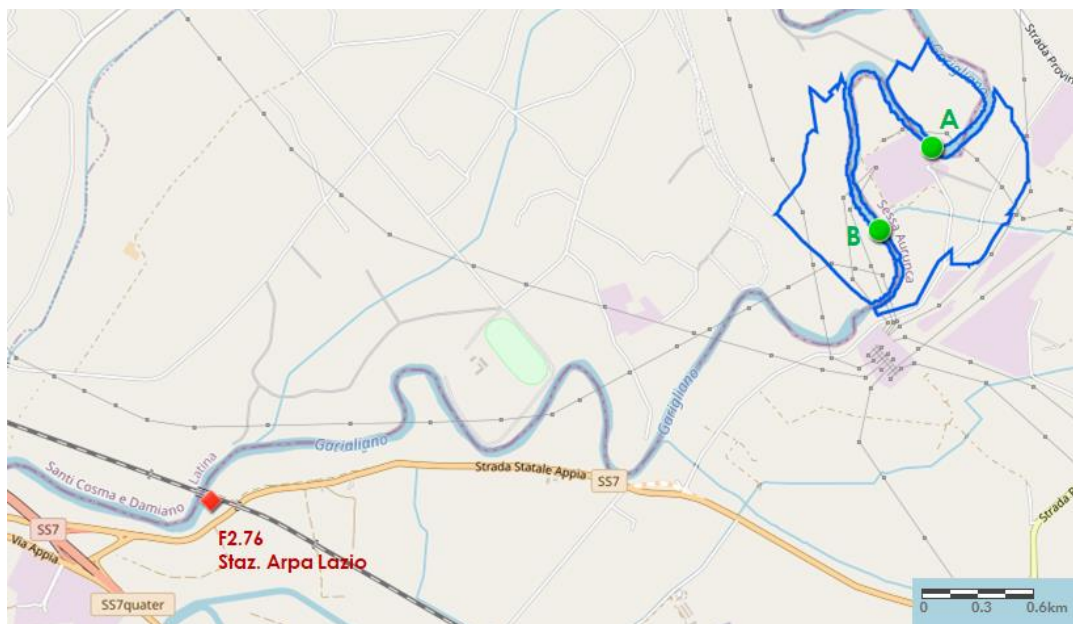 Strada Provin
Garigliano
A
Sessa Aurunca
B
Garigliano
Garigliano
Latina
Santi Cosma e Damiano
Strada Statale Appia
SS7
SS7
Via Appia
F2.76
Staz. Arpa Lazio
SS7quater
Strada P
0 0.3 0.6km